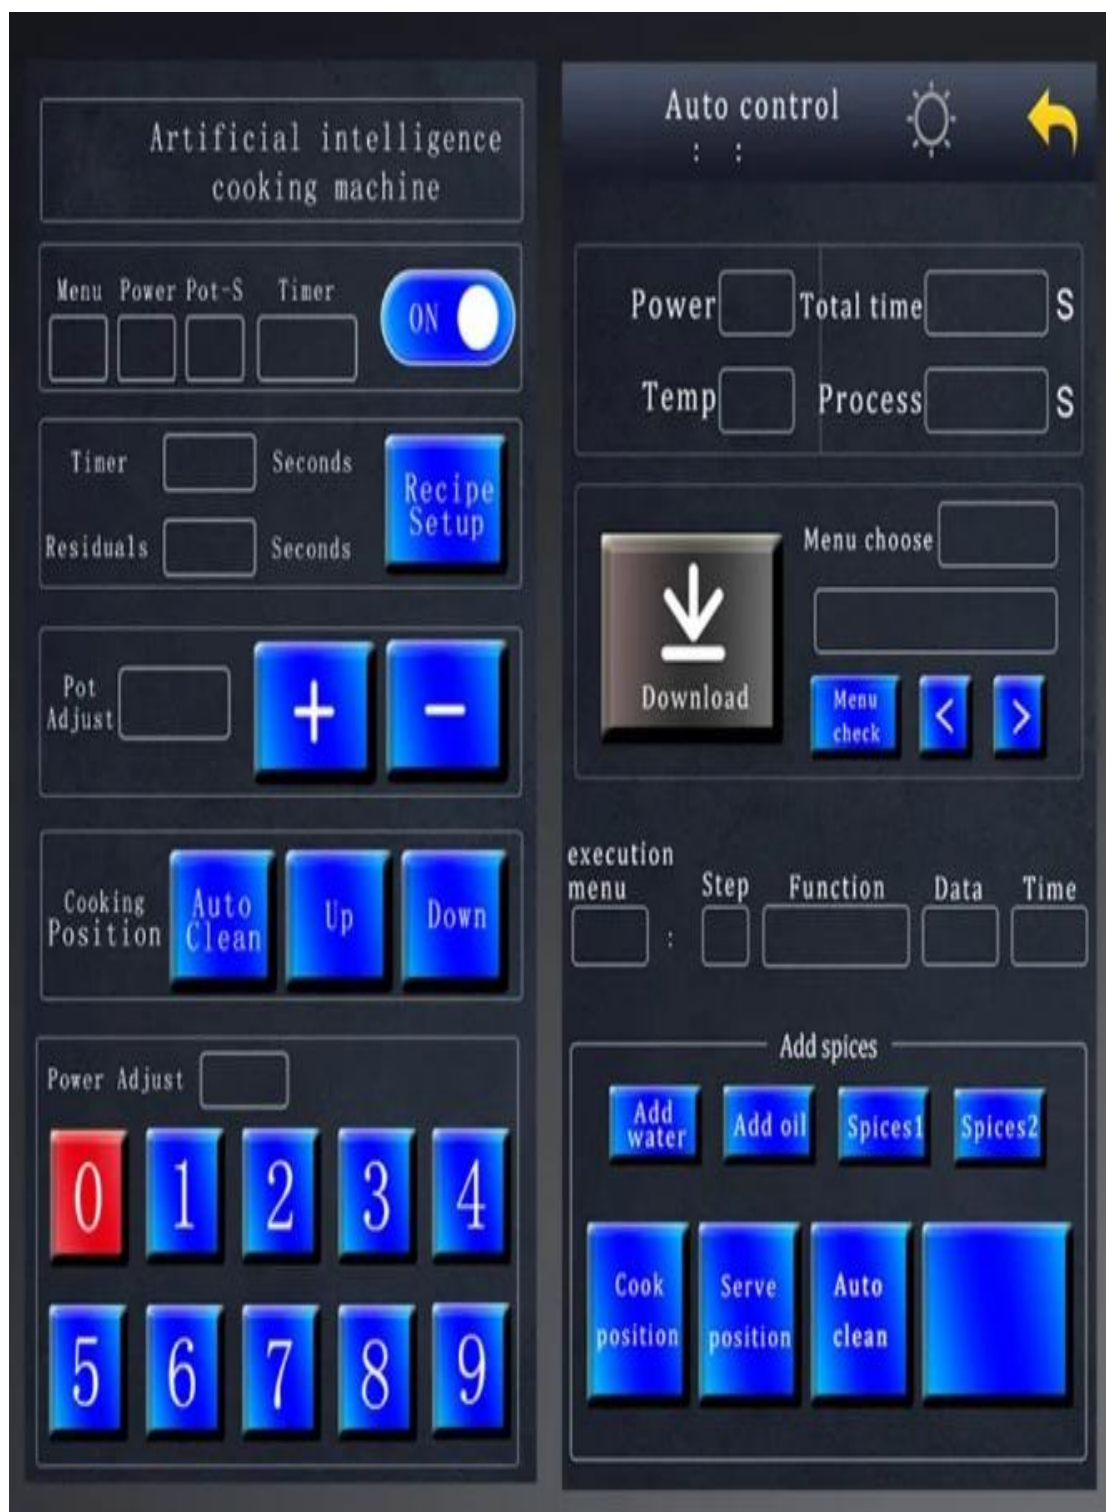 Artificial intelligence
cooking machine
Menu Power Pot-S Timer
ON
Timer Seconds
Recipe
Setup
Residuals Seconds
Pot
Adjust
+ −
Cooking
Position
Auto
Clean
Up
Down
Power Adjust
0 1 2 3 4
5 6 7 8 9
Auto control
: :
Power Total time S
Temp Process S
Menu choose
Download
Menu
check
< >
execution
menu Step Function Data Time
:
Add spices
Add
water
Add oil
Spices1
Spices2
Cook
position
Serve
position
Auto
clean